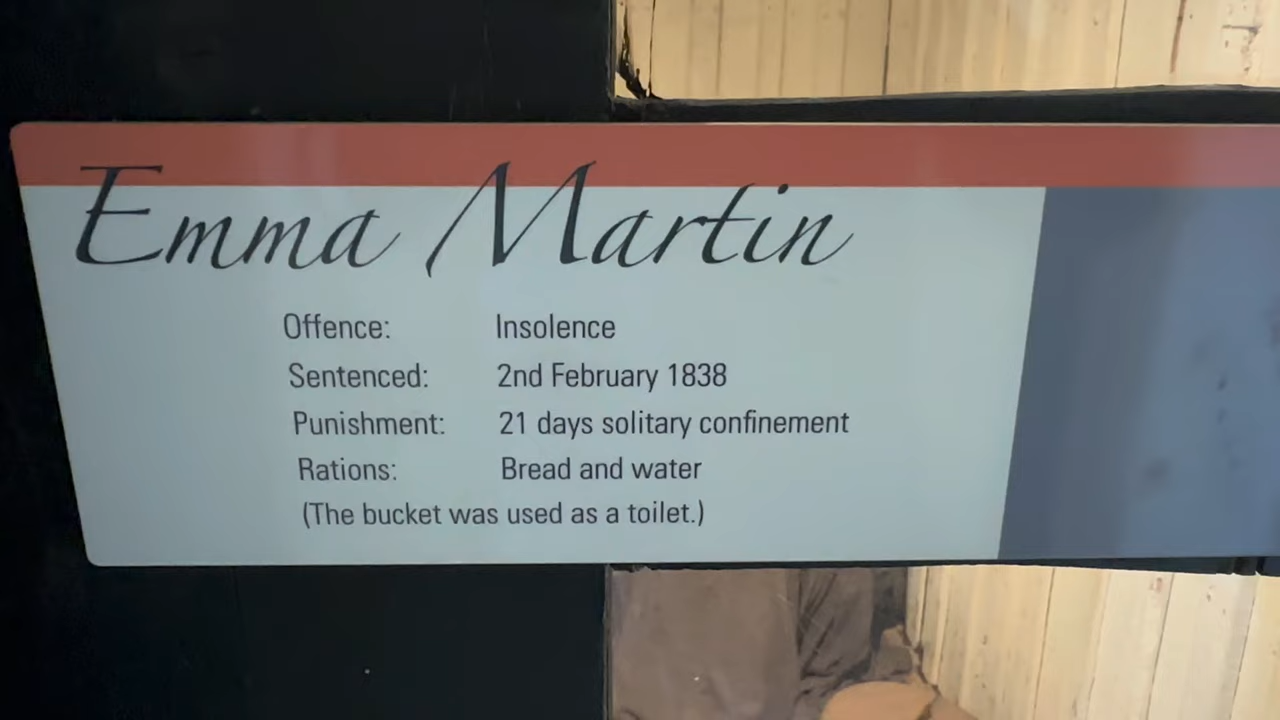 Emma Martin
Offence: Insolence
Sentenced: 2nd February 1838
Punishment: 21 days solitary confinement
Rations: Bread and water
(The bucket was used as a toilet.)